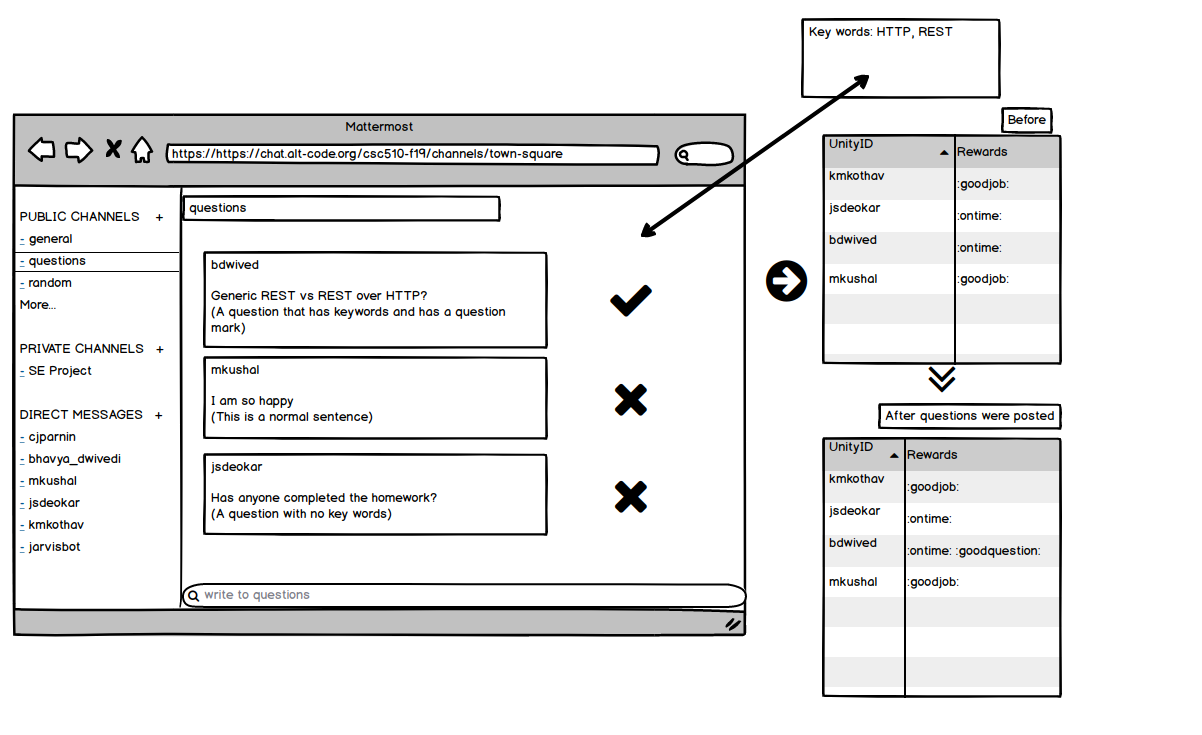 Key words: HTTP, REST
Mattermost
https://https://chat.alt-code.org/csc510-f19/channels/town-square
PUBLIC CHANNELS +
- general
- questions
- random
More...
PRIVATE CHANNELS +
- SE Project
DIRECT MESSAGES +
- cjparnin
- bhavya_dwivedi
- mkushal
- jsdeokar
- kmkothav
- jarvisbot
questions
bdwived
Generic REST vs REST over HTTP?
(A question that has keywords and has a question
mark)
mkushal
I am so happy
(This is a normal sentence)
jsdeokar
Has anyone completed the homework?
(A question with no key words)
write to questions
Before
UnityID Rewards
kmkothav :goodjob:
jsdeokar :ontime:
bdwived :ontime:
mkushal :goodjob:
After questions were posted
UnityID Rewards
kmkothav :goodjob:
jsdeokar :ontime:
bdwived :ontime: :goodquestion:
mkushal :goodjob: